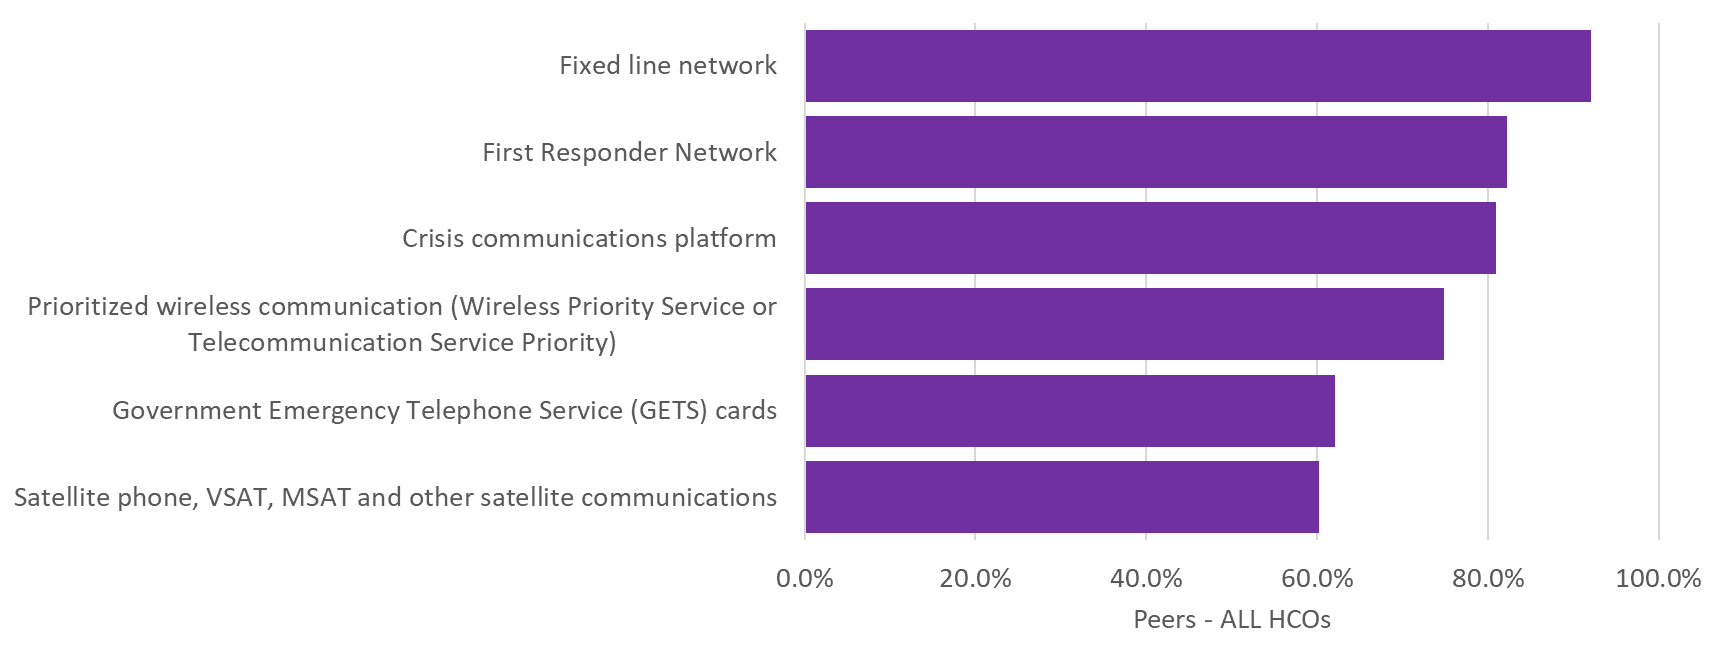 Fixed line network
First Responder Network
Crisis communications platform
Prioritized wireless communication (Wireless Priority Service or
Telecommunication Service Priority)
Government Emergency Telephone Service (GETS) cards
Satellite phone, VSAT, MSAT and other satellite communications
0.0% 20.0% 40.0% 60.0% 80.0% 100.0%
Peers - ALL HCOs